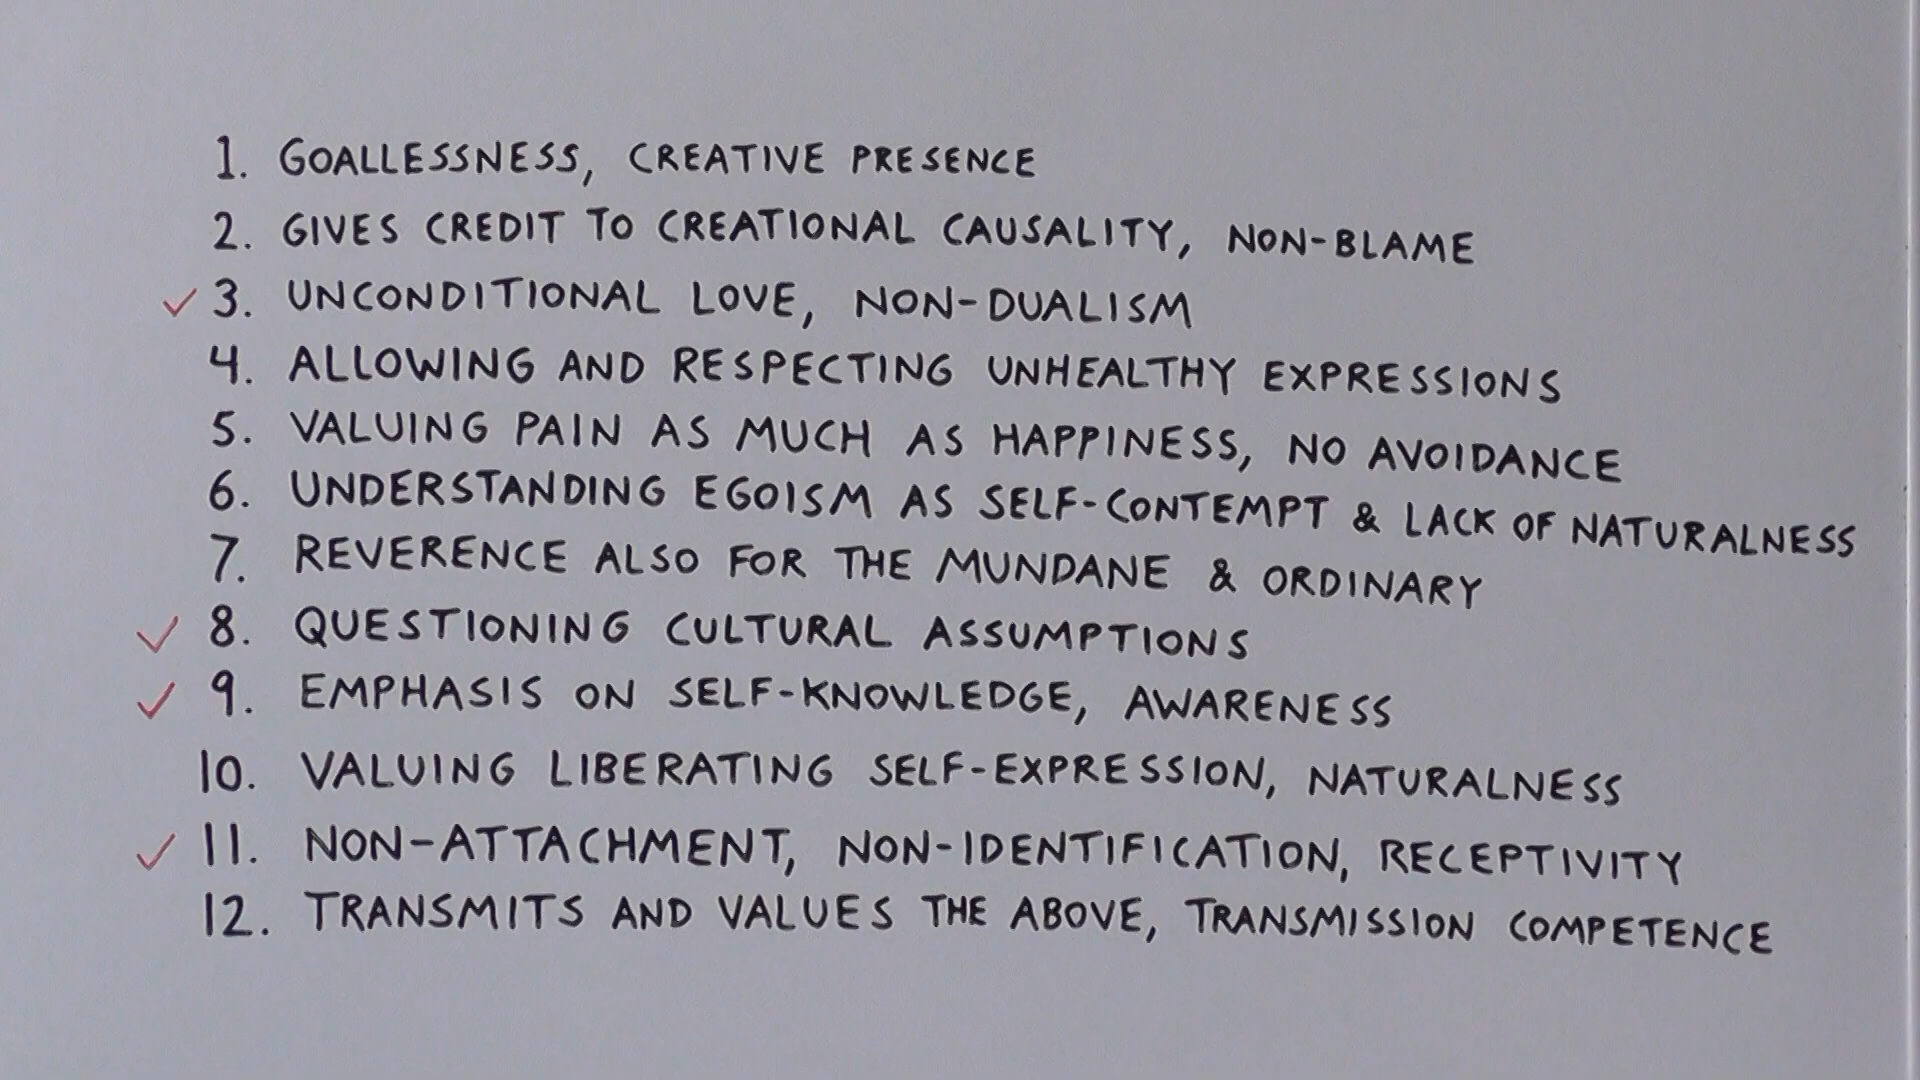 1. GOALLESSNESS, CREATIVE PRESENCE
2. GIVES CREDIT TO CREATIONAL CAUSALITY, NON-BLAME
✓ 3. UNCONDITIONAL LOVE, NON-DUALISM
4. ALLOWING AND RESPECTING UNHEALTHY EXPRESSIONS
5. VALUING PAIN AS MUCH AS HAPPINESS, NO AVOIDANCE
6. UNDERSTANDING EGOISM AS SELF-CONTEMPT & LACK OF NATURALNESS
7. REVERENCE ALSO FOR THE MUNDANE & ORDINARY
✓ 8. QUESTIONING CULTURAL ASSUMPTIONS
✓ 9. EMPHASIS ON SELF-KNOWLEDGE, AWARENESS
10. VALUING LIBERATING SELF-EXPRESSION, NATURALNESS
✓ 11. NON-ATTACHMENT, NON-IDENTIFICATION, RECEPTIVITY
12. TRANSMITS AND VALUES THE ABOVE, TRANSMISSION COMPETENCE